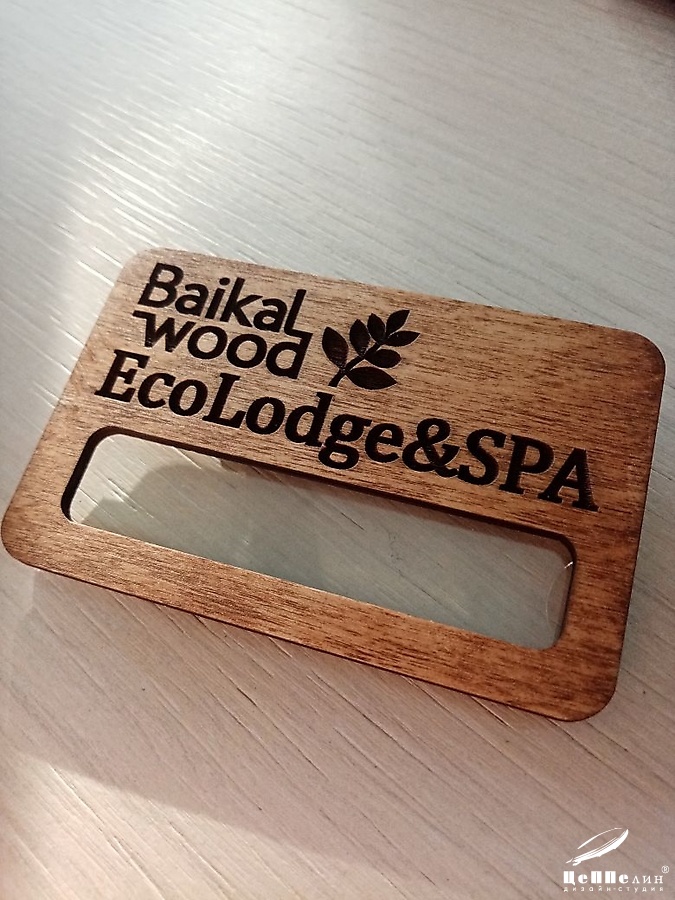 Baikal
wood
EcoLodge&SPA
ЦеППелин®
дизайн-студия